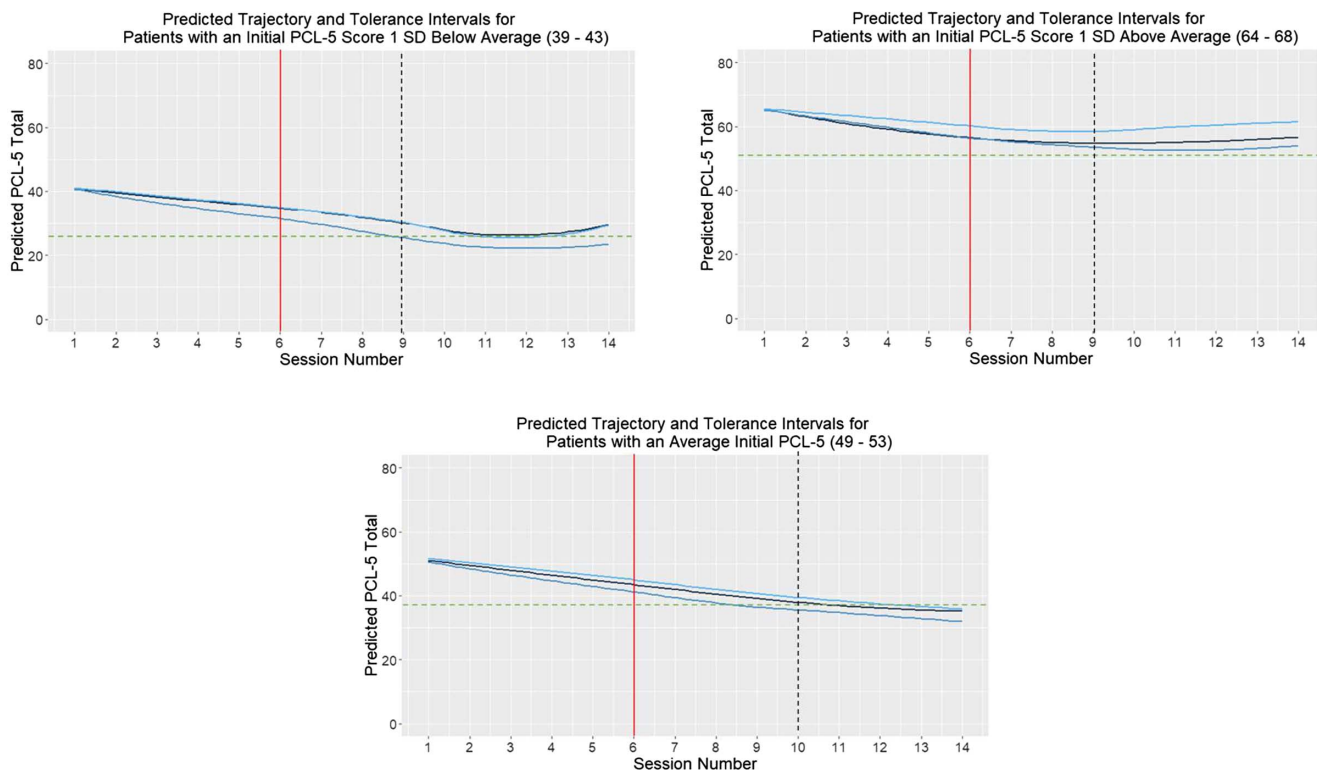 Predicted Trajectory and Tolerance Intervals for
Patients with an Initial PCL-5 Score 1 SD Below Average (39 - 43)
80
60
40
20
0
Predicted PCL-5 Total
1 2 3 4 5 6 7 8 9 10 11 12 13 14
Session Number
Predicted Trajectory and Tolerance Intervals for
Patients with an Initial PCL-5 Score 1 SD Above Average (64 - 68)
80
60
40
20
0
Predicted PCL-5 Total
1 2 3 4 5 6 7 8 9 10 11 12 13 14
Session Number
Predicted Trajectory and Tolerance Intervals for
Patients with an Average Initial PCL-5 (49 - 53)
80
60
40
20
0
Predicted PCL-5 Total
1 2 3 4 5 6 7 8 9 10 11 12 13 14
Session Number